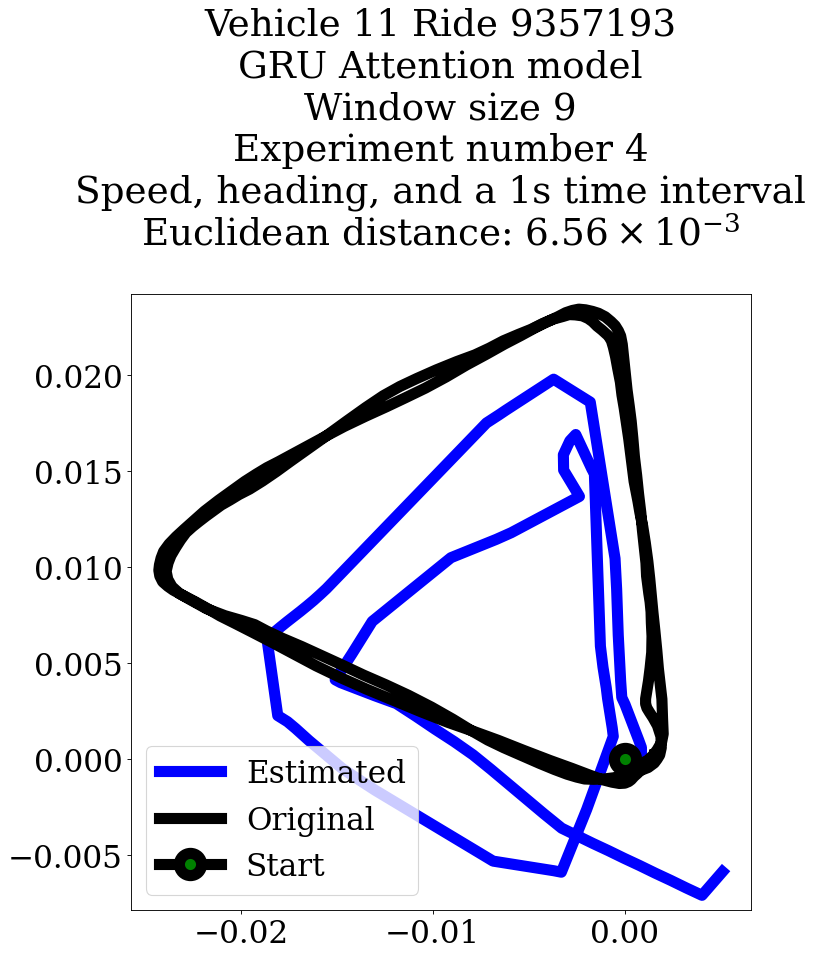 Vehicle 11 Ride 9357193
GRU Attention model
Window size 9
Experiment number 4
Speed, heading, and a 1s time interval
Euclidean distance: 6.56 × 10⁻³
0.020
0.015
0.010
0.005
0.000
−0.005
Estimated
Original
Start
−0.02
−0.01
0.00